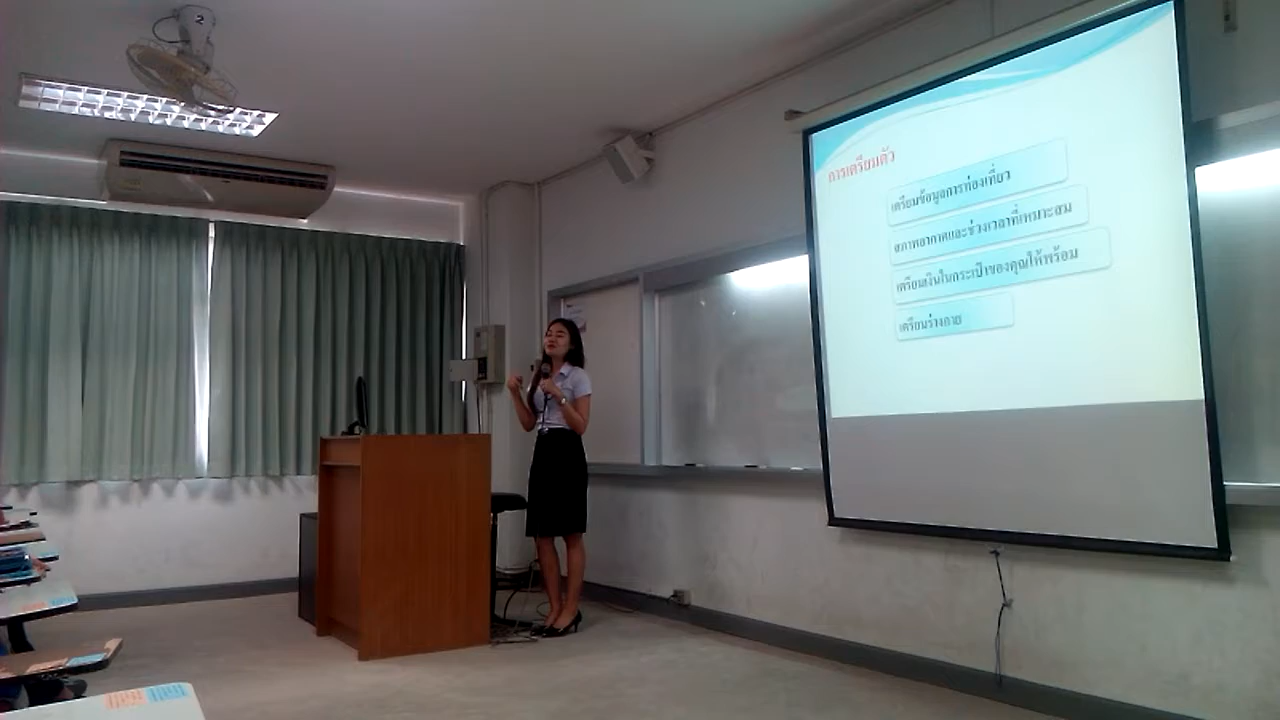 การเตรียมตัว
เตรียมข้อมูลการท่องเที่ยว
สภาพอากาศและช่วงเวลาที่เหมาะสม
เตรียมเงินในกระเป๋าของคุณให้พร้อม
เตรียมร่างกาย
2